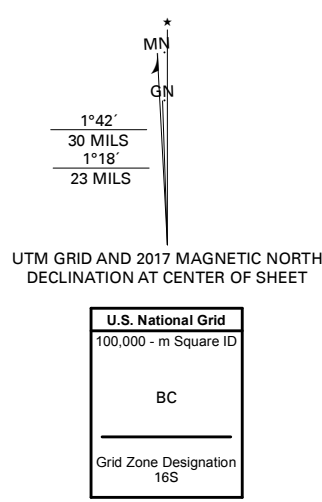 MN
GN
1°42´
30 MILS
1°18´
23 MILS
UTM GRID AND 2017 MAGNETIC NORTH
DECLINATION AT CENTER OF SHEET
U.S. National Grid
100,000 - m Square ID
BC
Grid Zone Designation
16S